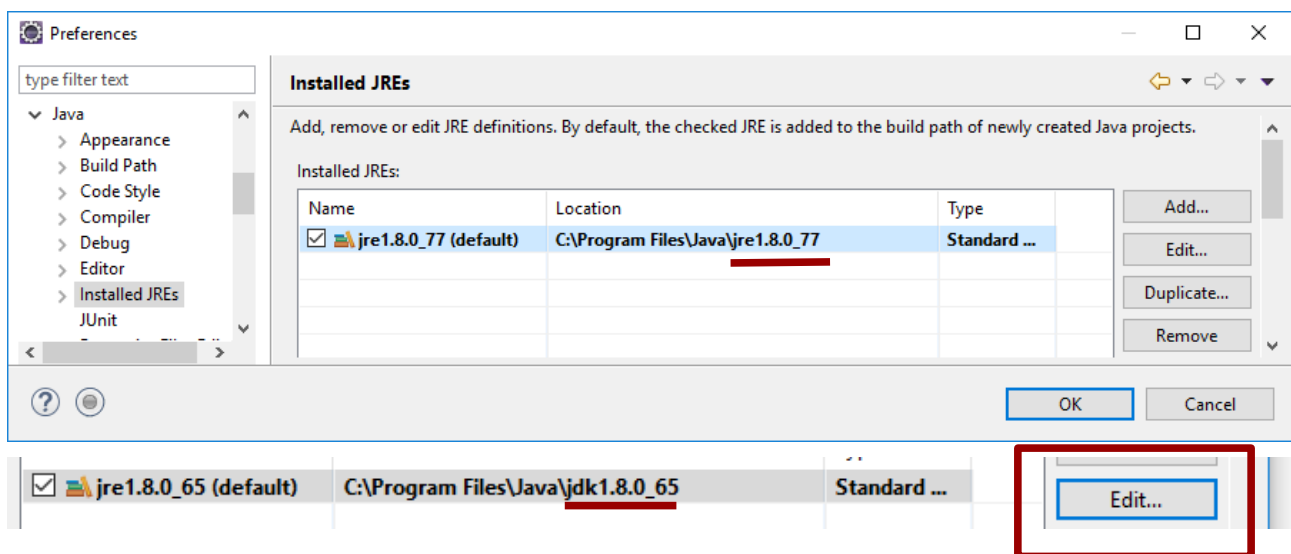 Preferences
type filter text
Installed JREs
Java
Appearance
Build Path
Code Style
Compiler
Debug
Editor
Installed JREs
JUnit
Add, remove or edit JRE definitions. By default, the checked JRE is added to the build path of newly created Java projects.
Installed JREs:
Name Location Type
jre1.8.0_77 (default) C:\Program Files\Java\jre1.8.0_77 Standard ...
Add...
Edit...
Duplicate...
Remove
OK Cancel
jre1.8.0_65 (default) C:\Program Files\Java\jdk1.8.0_65 Standard ...
Edit...